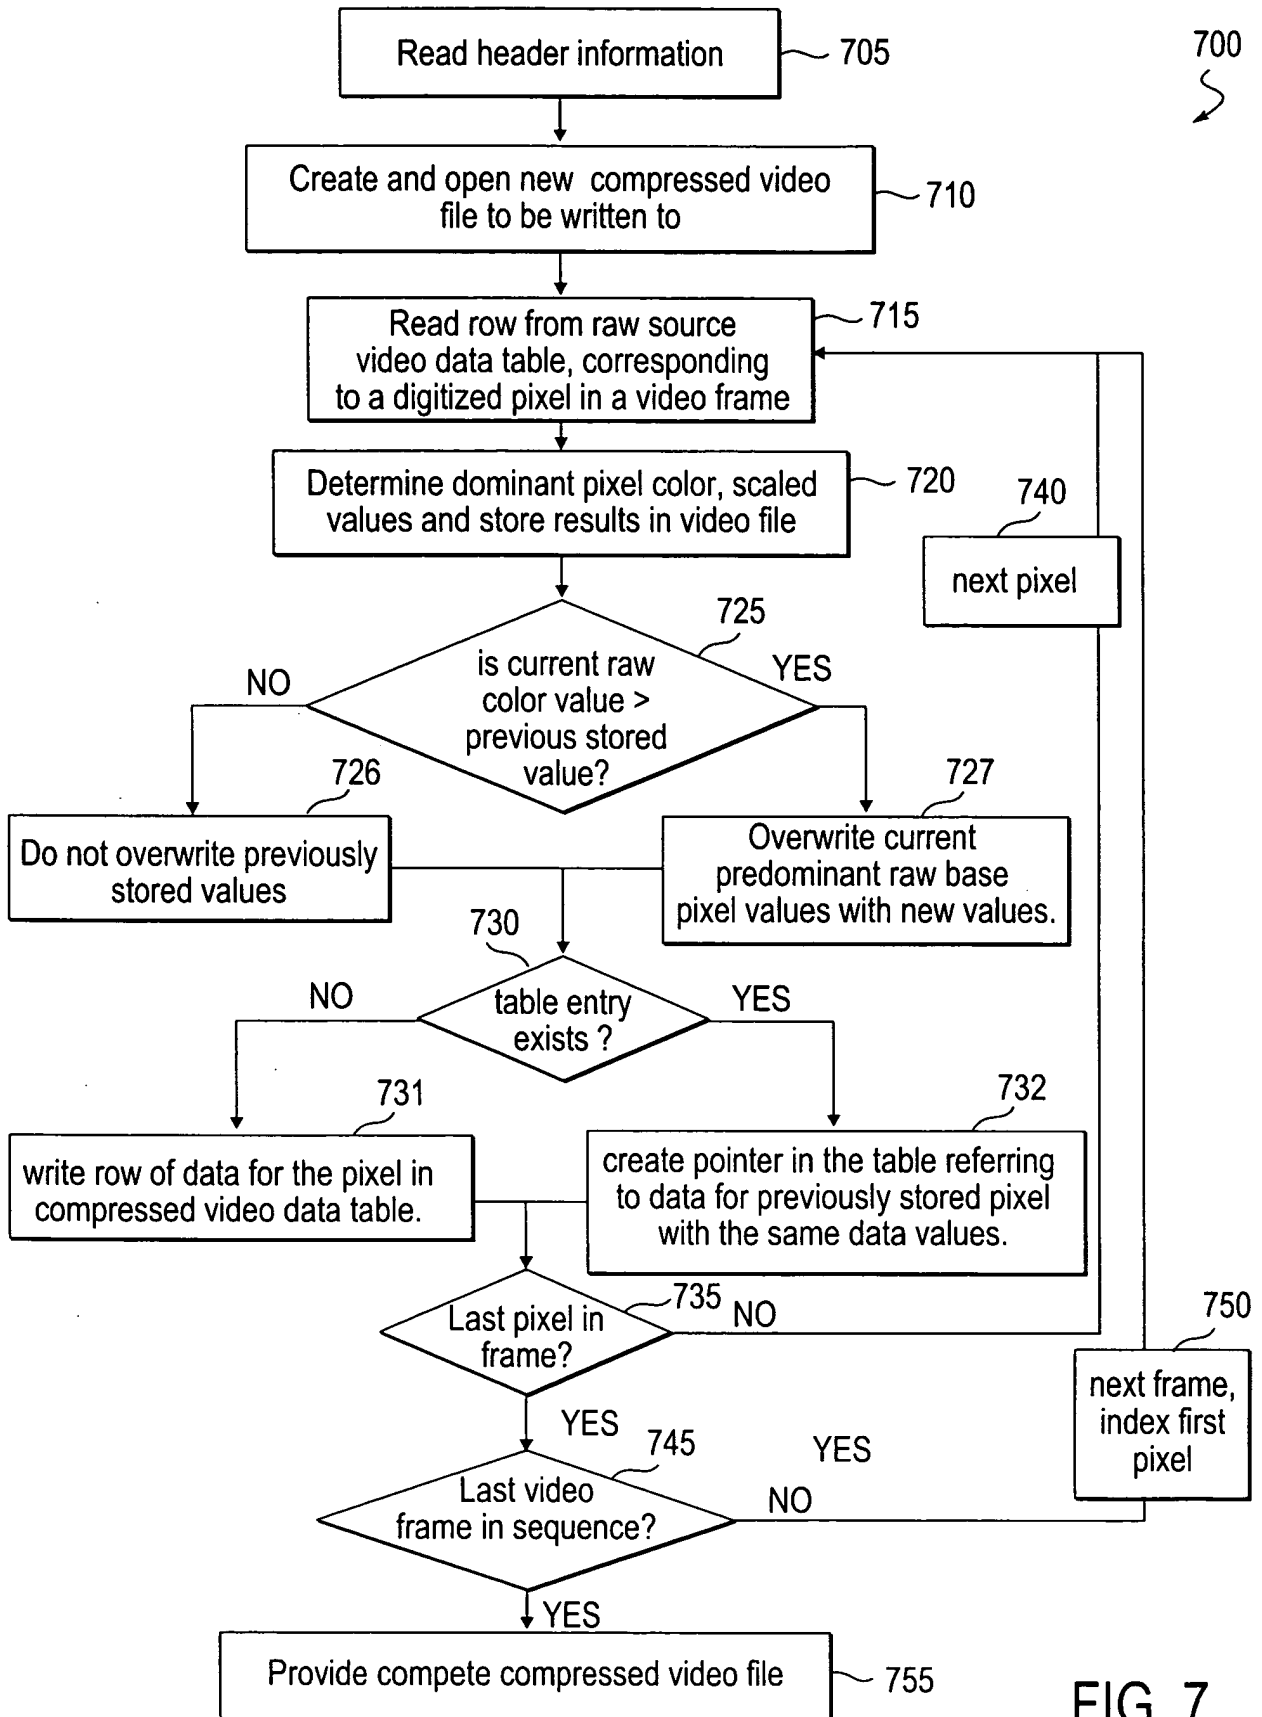 Read header information
705
700
Create and open new compressed video
file to be written to
710
Read row from raw source
video data table, corresponding
to a digitized pixel in a video frame
715
Determine dominant pixel color, scaled
values and store results in video file
720
740
next pixel
725
is current raw
color value >
previous stored
value?
NO
YES
726
Do not overwrite previously
stored values
727
Overwrite current
predominant raw base
pixel values with new values.
730
table entry
exists ?
NO
YES
731
write row of data for the pixel in
compressed video data table.
732
create pointer in the table referring
to data for previously stored pixel
with the same data values.
735
Last pixel in
frame?
NO
YES
750
next frame,
index first
pixel
745
Last video
frame in sequence?
YES
NO
YES
Provide compete compressed video file
755
FIG. 7